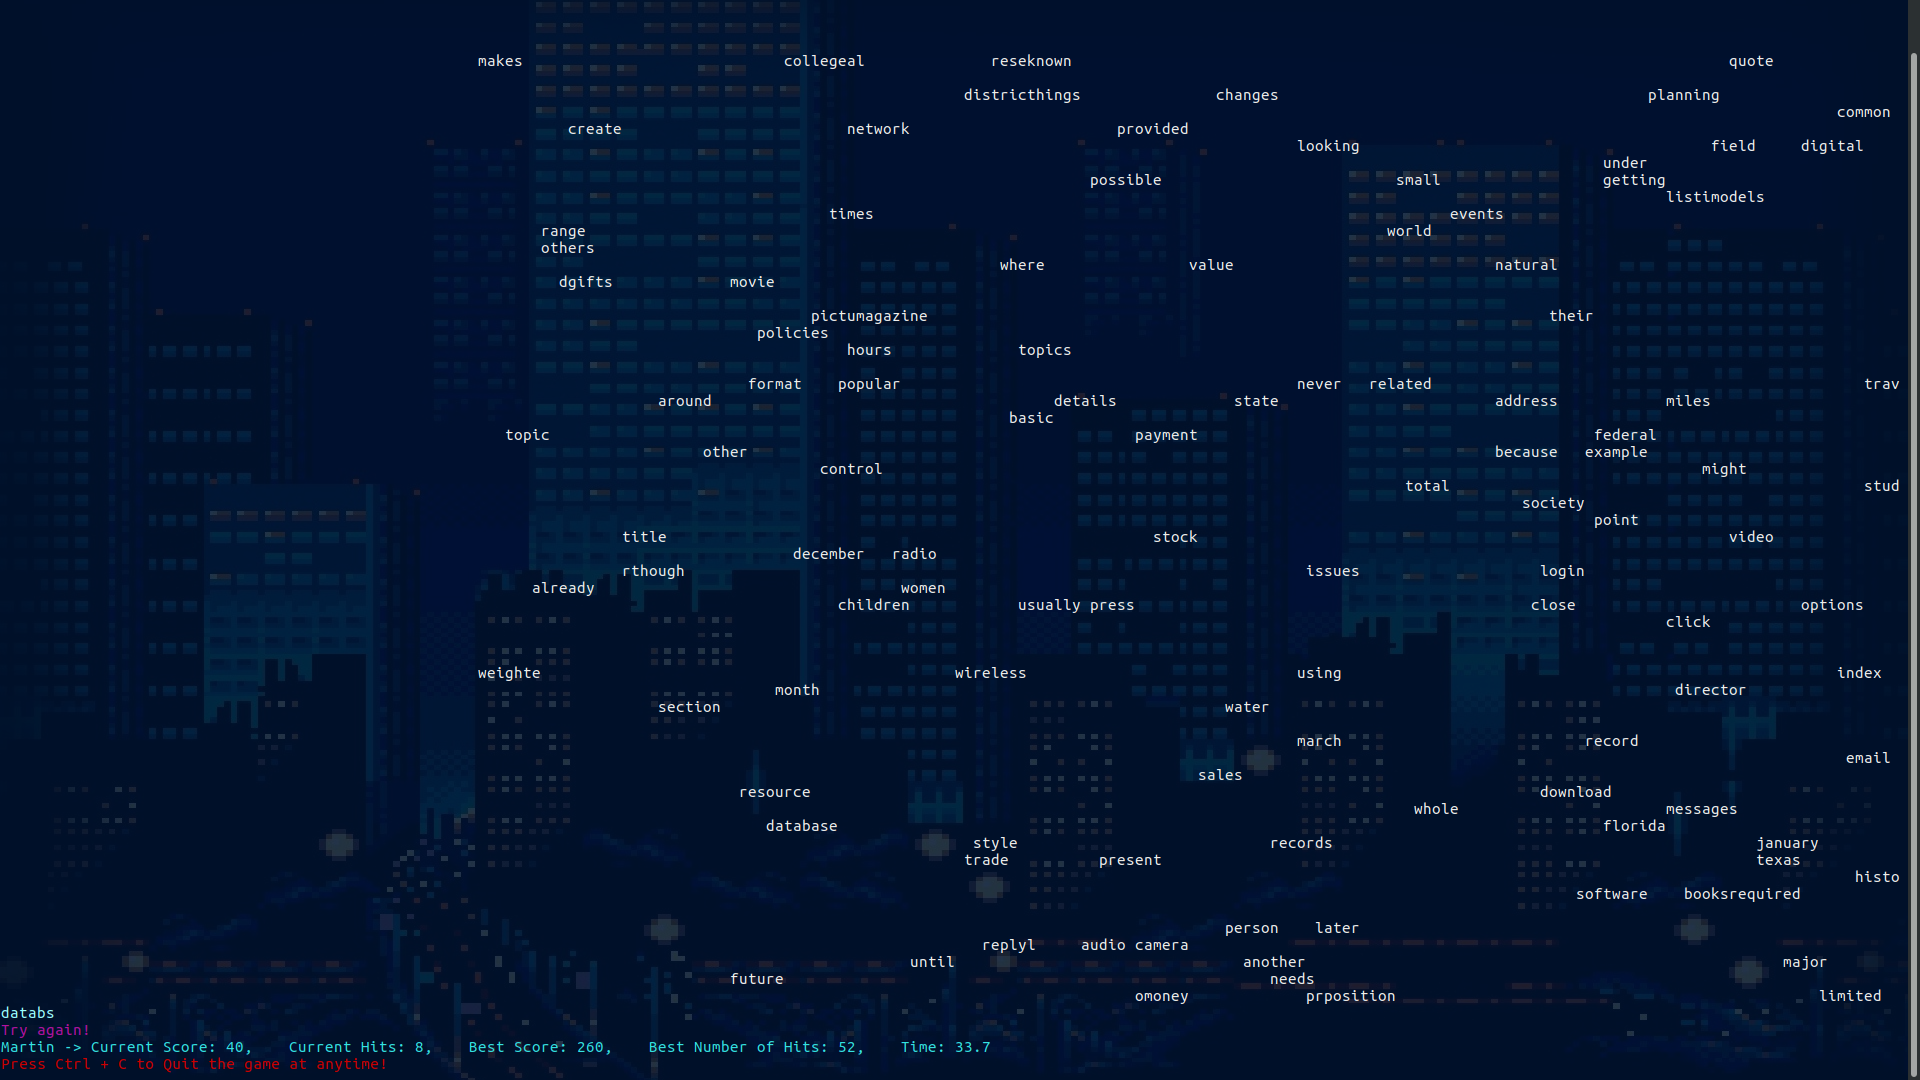 makes collegeal reseknown quote
districthings changes planning
common
create network provided
looking field digital
under
possible small getting
listimodels
times events
range world
others
where value natural
dgifts movie
pictumagazine their
policies
hours topics
format popular never related trav
around details state address miles
basic
topic payment federal
other because example
control might
total stud
society
point
title stock video
december radio
rthough issues login
already women
children usually press close options
click
weighte wireless using index
month director
section water
march record
email
sales
resource download
whole messages
database florida
style records january
trade present texas
histo
software booksrequired
person later
replyl audio camera
until another major
future needs
omoney prposition limited
databs
Try again!
Martin -> Current Score: 40, Current Hits: 8, Best Score: 260, Best Number of Hits: 52, Time: 33.7
Press Ctrl + C to Quit the game at anytime!